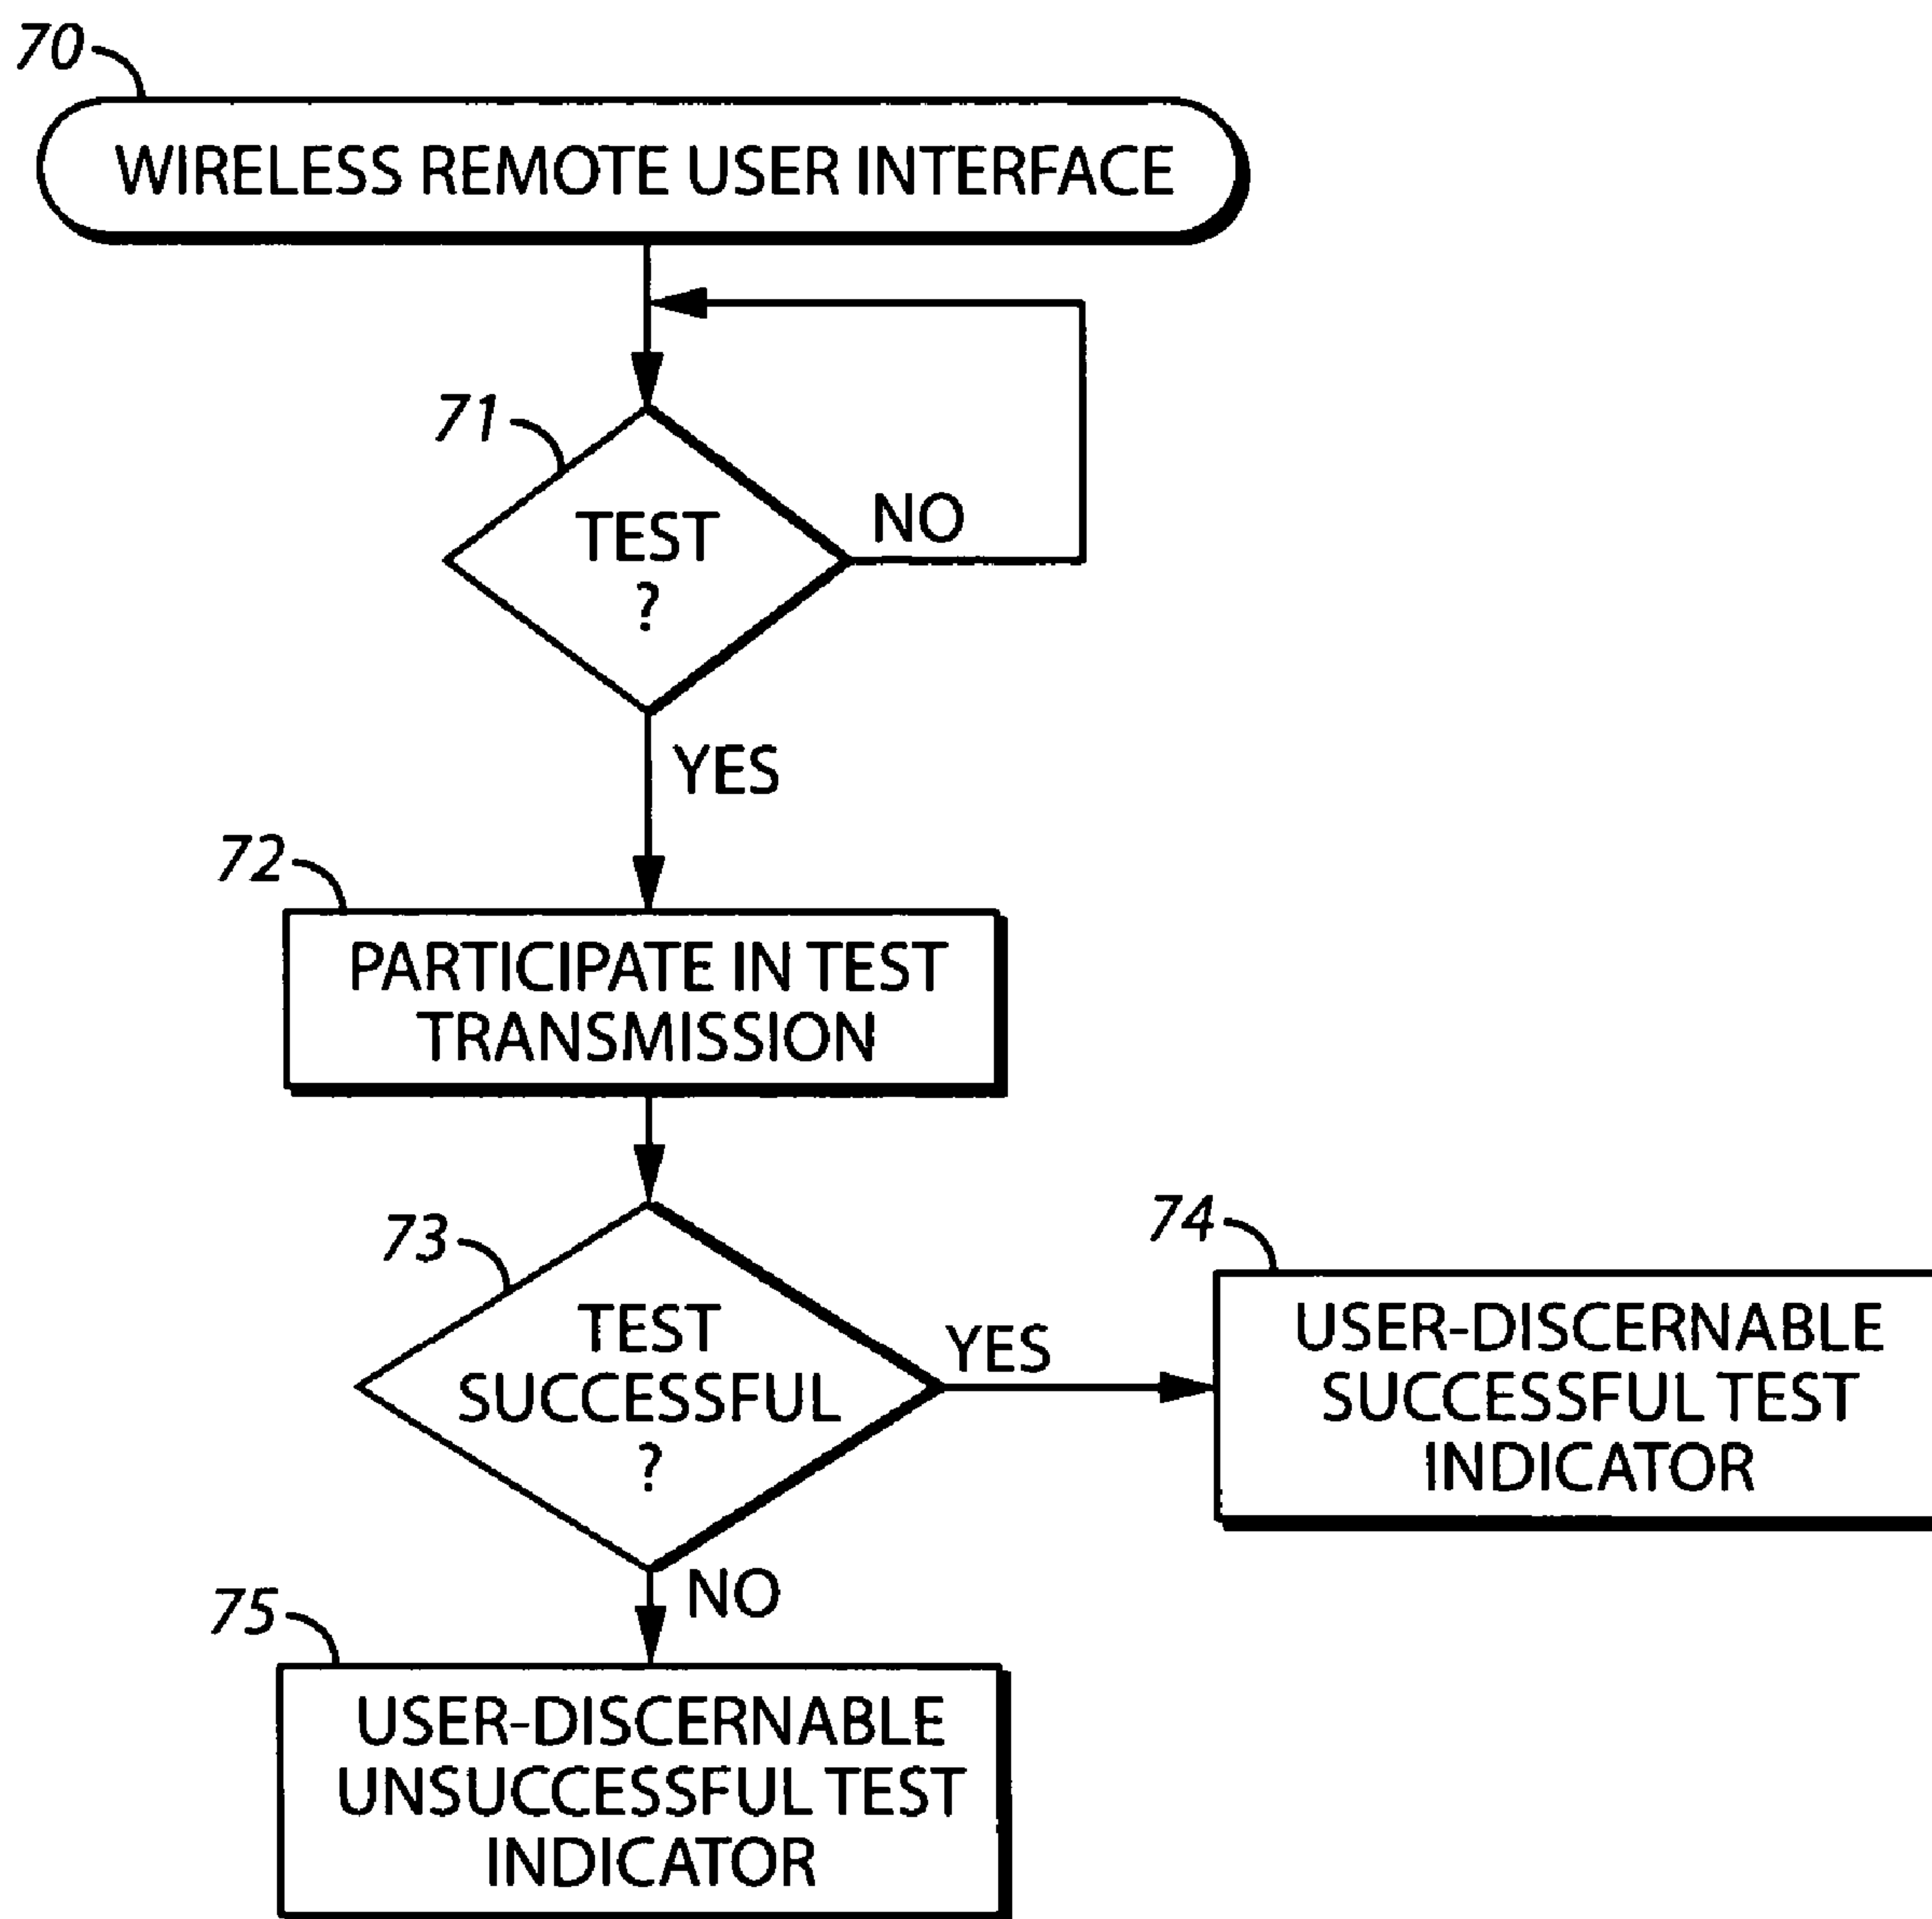 70
WIRELESS REMOTE USER INTERFACE
71
TEST
?
NO
YES
72
PARTICIPATE IN TEST
TRANSMISSION
73
TEST
SUCCESSFUL
?
YES
74
USER-DISCERNABLE
SUCCESSFUL TEST
INDICATOR
NO
75
USER-DISCERNABLE
UNSUCCESSFUL TEST
INDICATOR